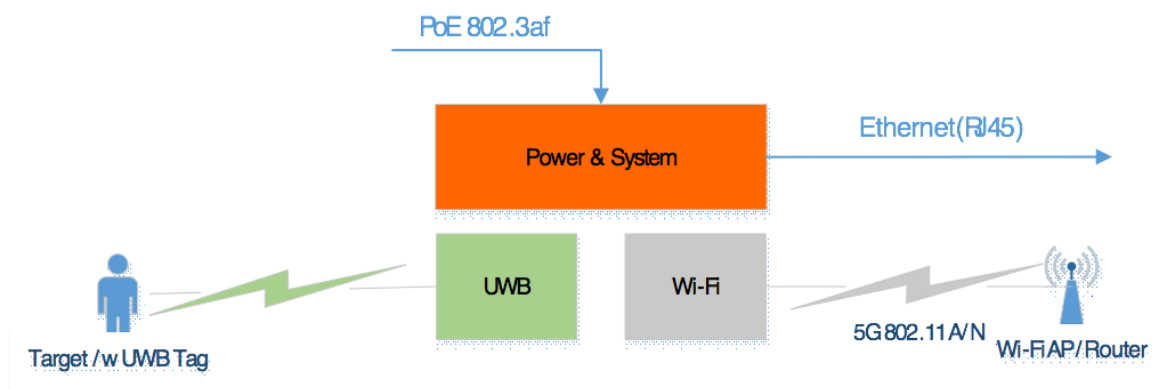 PoE 802.3af
Ethernet(RJ45)
Power & System
UWB
Wi-Fi
5G 802.11A/N
Target / w UWB Tag
Wi-Fi AP / Router